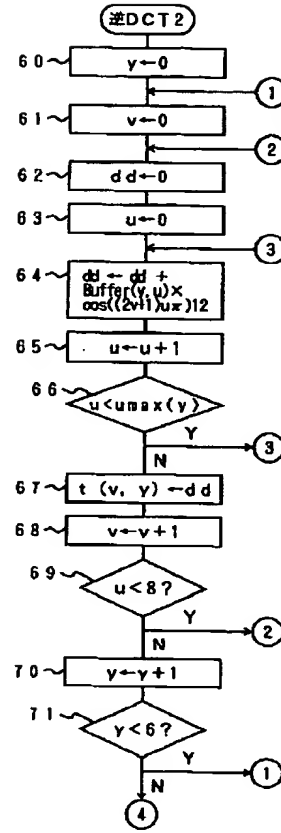 逆DCT2
60
y←0
1
61
v←0
2
62
dd←0
63
u←0
3
64
dd ← dd +
Buffer(v,u)×
cos((2v+1)uπ)12
65
u←u+1
66
u<umax(y)
Y
3
N
67
t (v, y)←dd
68
v←v+1
69
u<8?
Y
2
N
70
y←y+1
71
y<6?
Y
1
N
4